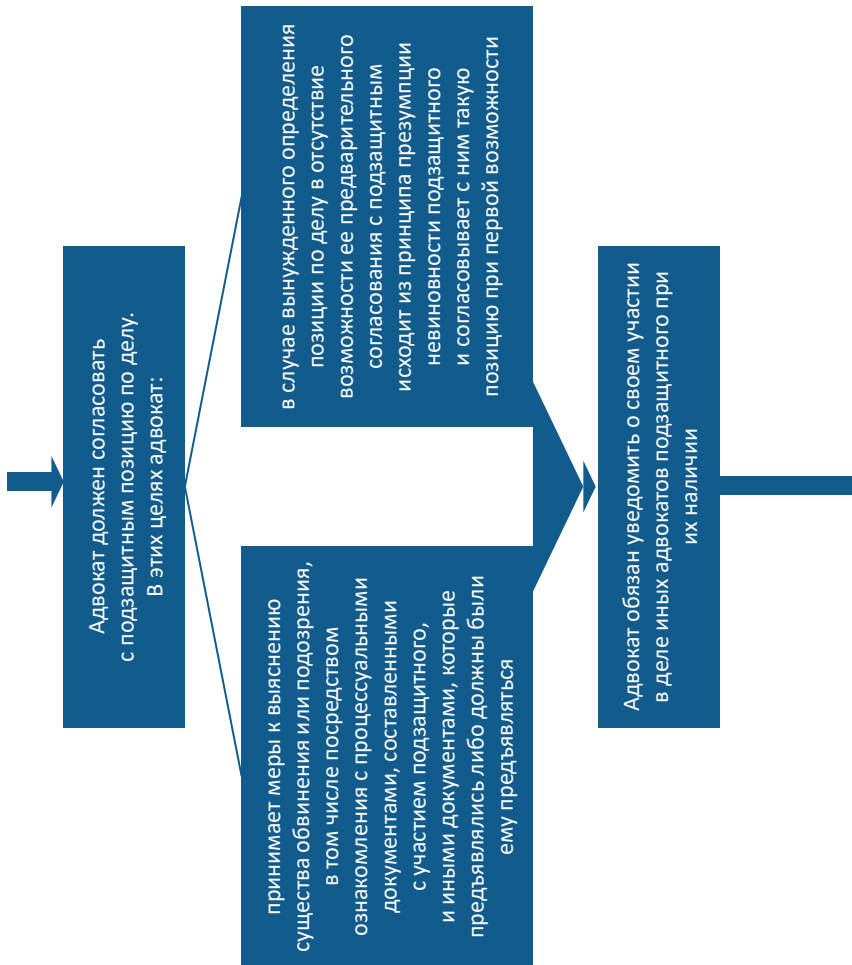 Адвокат должен согласовать
с подзащитным позицию по делу.
В этих целях адвокат:
принимает меры к выяснению
существа обвинения или подозрения,
в том числе посредством
ознакомления с процессуальными
документами, составленными
с участием подзащитного,
и иными документами, которые
предъявлялись либо должны были
ему предъявляться
в случае вынужденного определения
позиции по делу в отсутствие
возможности ее предварительного
согласования с подзащитным
исходит из принципа презумпции
невиновности подзащитного
и согласовывает с ним такую
позицию при первой возможности
Адвокат обязан уведомить о своем участии
в деле иных адвокатов подзащитного при
их наличии